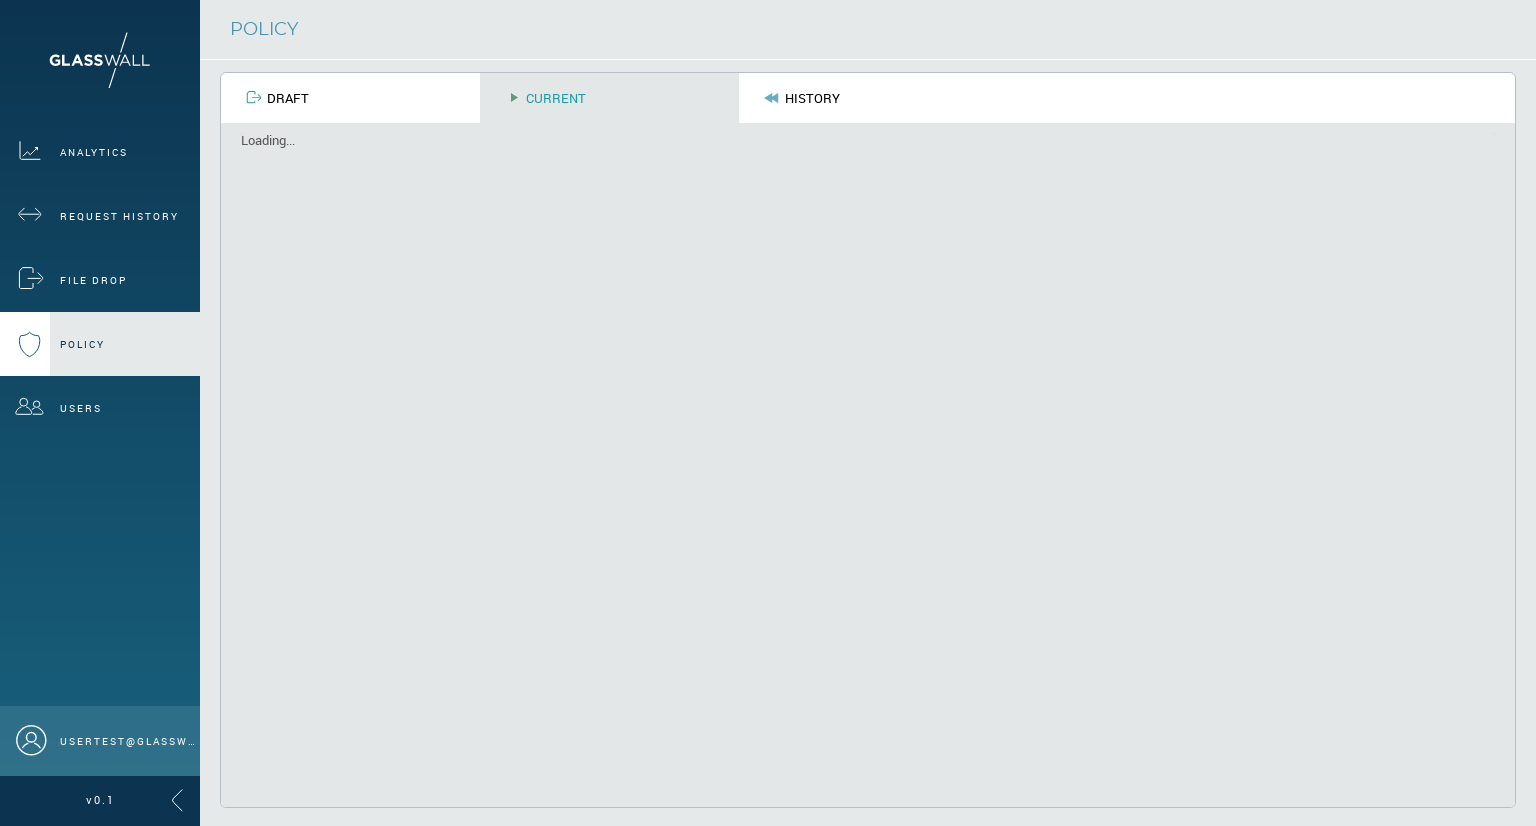 POLICY
GLASSWALL
DRAFT
CURRENT
HISTORY
Loading...
ANALYTICS
REQUEST HISTORY
FILE DROP
POLICY
USERS
USERTEST@GLASSW...
v0.1